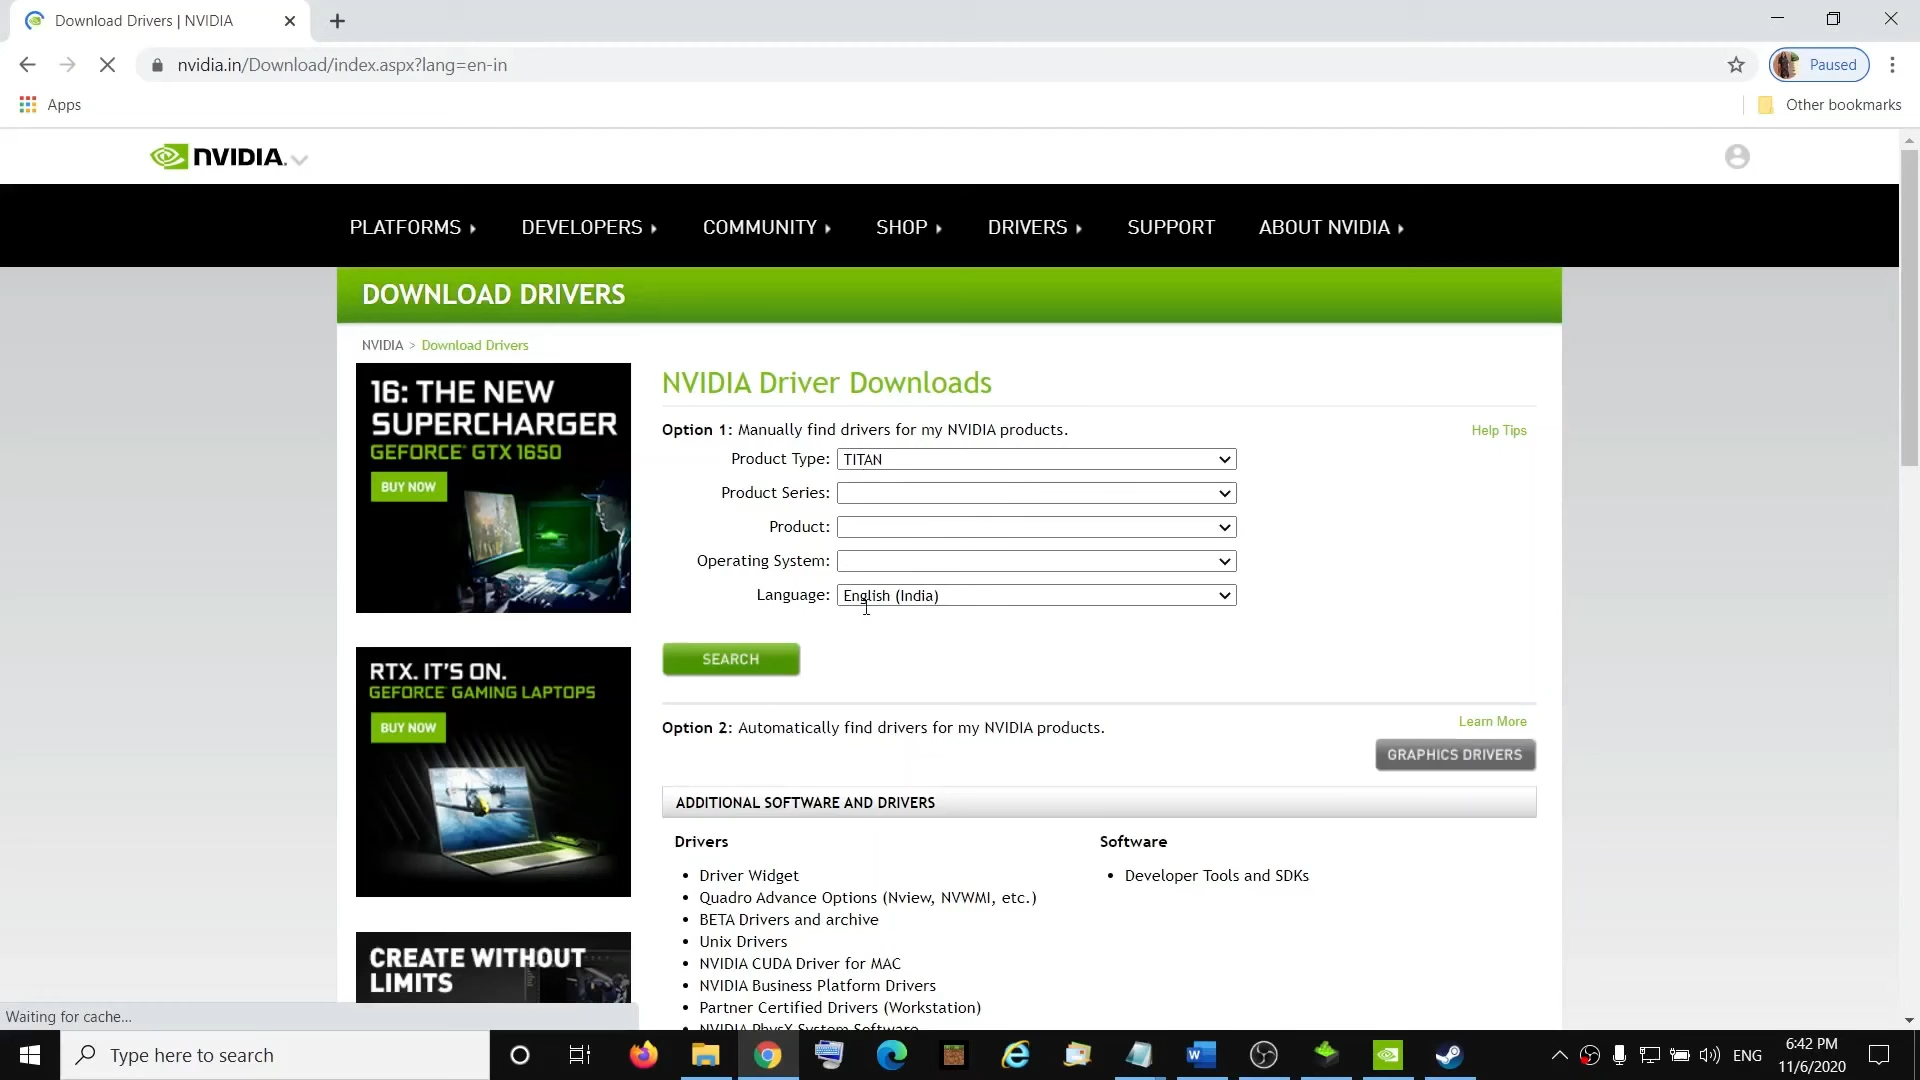 Download Drivers | NVIDIA
nvidia.in/Download/index.aspx?lang=en-in
Paused
Apps
Other bookmarks
NVIDIA.
PLATFORMS
DEVELOPERS
COMMUNITY
SHOP
DRIVERS
SUPPORT
ABOUT NVIDIA
DOWNLOAD DRIVERS
NVIDIA > Download Drivers
16: THE NEW
SUPERCHARGER
GEFORCE® GTX 1650
BUY NOW
RTX. IT'S ON.
GEFORCE® GAMING LAPTOPS
BUY NOW
CREATE WITHOUT
LIMITS
NVIDIA Driver Downloads
Option 1: Manually find drivers for my NVIDIA products.
Help Tips
Product Type: TITAN
Product Series:
Product:
Operating System:
Language: English (India)
SEARCH
Option 2: Automatically find drivers for my NVIDIA products.
Learn More
GRAPHICS DRIVERS
ADDITIONAL SOFTWARE AND DRIVERS
Drivers
• Driver Widget
• Quadro Advance Options (Nview, NVWMI, etc.)
• BETA Drivers and archive
• Unix Drivers
• NVIDIA CUDA Driver for MAC
• NVIDIA Business Platform Drivers
• Partner Certified Drivers (Workstation)
• NVIDIA PhysX System Software
Software
• Developer Tools and SDKs
Waiting for cache...
Type here to search
ENG
6:42 PM
11/6/2020